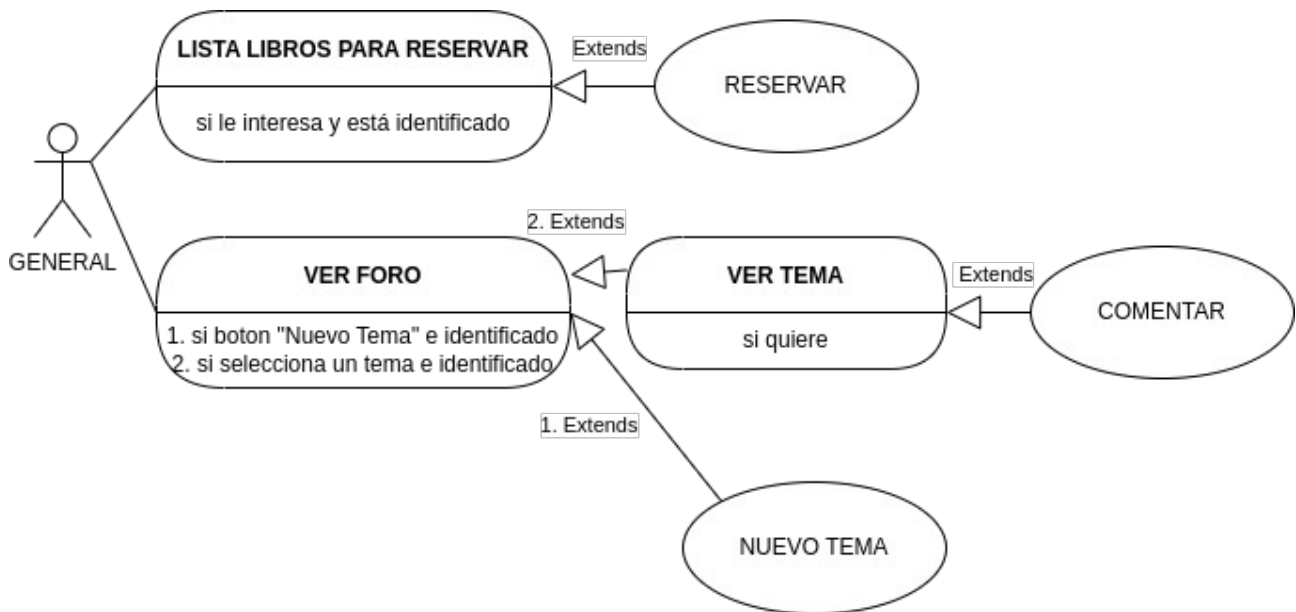 LISTA LIBROS PARA RESERVAR
si le interesa y está identificado
Extends
RESERVAR
GENERAL
2. Extends
VER FORO
1. si boton "Nuevo Tema" e identificado
2. si selecciona un tema e identificado
VER TEMA
si quiere
Extends
COMENTAR
1. Extends
NUEVO TEMA